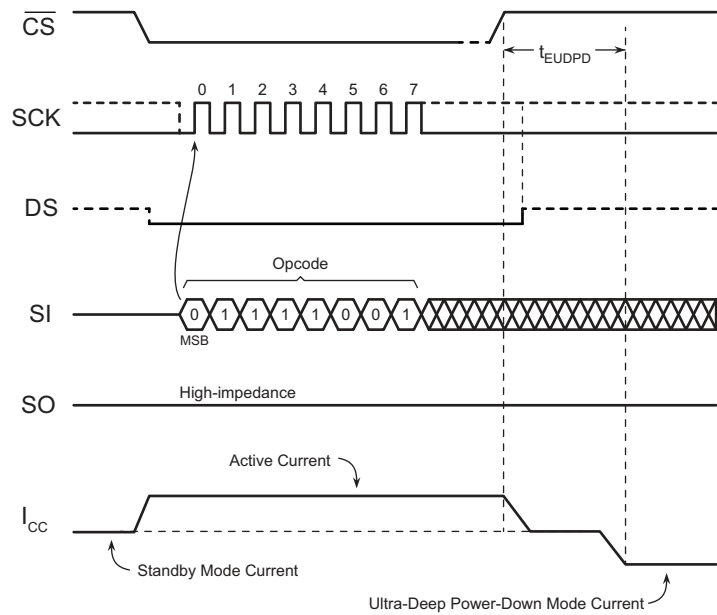 CS
tEUDPD
0 1 2 3 4 5 6 7
SCK
DS
Opcode
SI
0 1 1 1 1 0 0 1
MSB
High-impedance
SO
Active Current
ICC
Standby Mode Current
Ultra-Deep Power-Down Mode Current